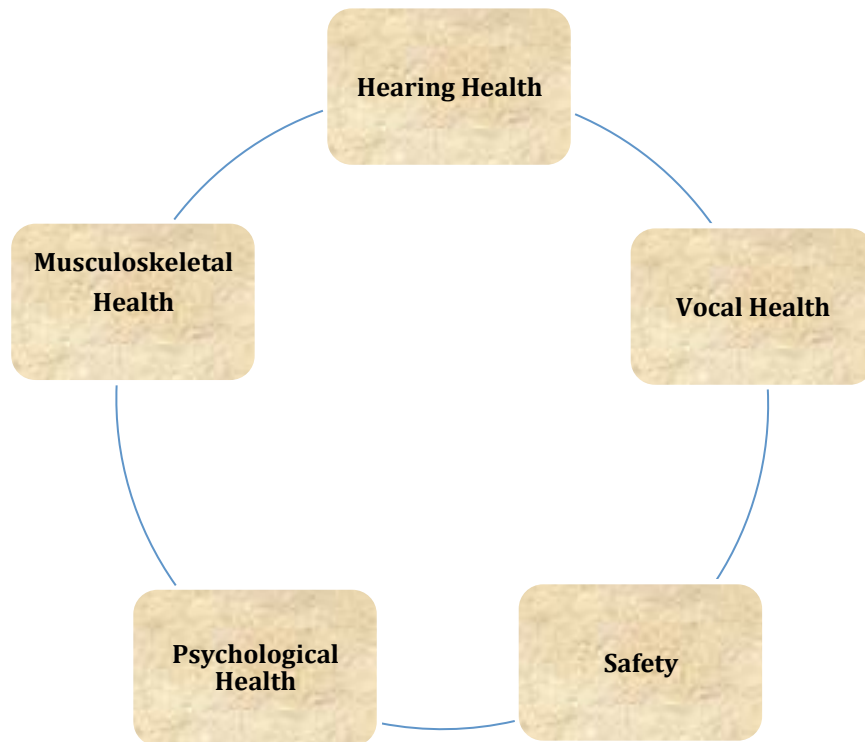 Hearing Health
Musculoskeletal
Health
Vocal Health
Psychological
Health
Safety